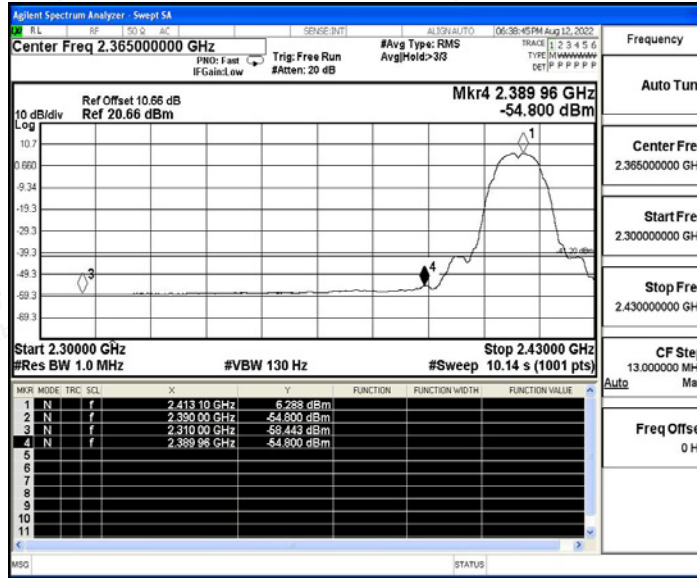 Agilent Spectrum Analyzer - Swept SA
RL RF 50 Ω AC SENSE:INT ALIGNAUTO 06:38:45 PM Aug 12, 2022
Center Freq 2.365000000 GHz
PNO: Fast
IFGain:Low
Trig: Free Run
#Atten: 20 dB
#Avg Type: RMS
Avg|Hold:>3/3
TRACE 1 2 3 4 5 6
TYPE M
DET P P P P P P
Ref Offset 10.66 dB
10 dB/div Ref 20.66 dBm
Log
Mkr4 2.389 96 GHz
-54.800 dBm
10.7
0.660
-9.34
-19.3
-29.3
-39.3
-49.3
-59.3
-69.3
1
3
4
Start 2.30000 GHz
Stop 2.43000 GHz
#Res BW 1.0 MHz
#VBW 130 Hz
#Sweep 10.14 s (1001 pts)
MKR MODE TRC SCL X Y FUNCTION FUNCTION WIDTH FUNCTION VALUE
1 N f 2.413 10 GHz 6.288 dBm
2 N f 2.390 00 GHz -54.800 dBm
3 N f 2.310 00 GHz -58.443 dBm
4 N f 2.389 96 GHz -54.800 dBm
5
6
7
8
9
10
11
MSG
STATUS
Frequency
Auto Tun
Center Fre
2.365000000 GH
Start Fre
2.300000000 GH
Stop Fre
2.430000000 GH
CF Ste
13.000000 MH
Auto Ma
Freq Offse
0 H